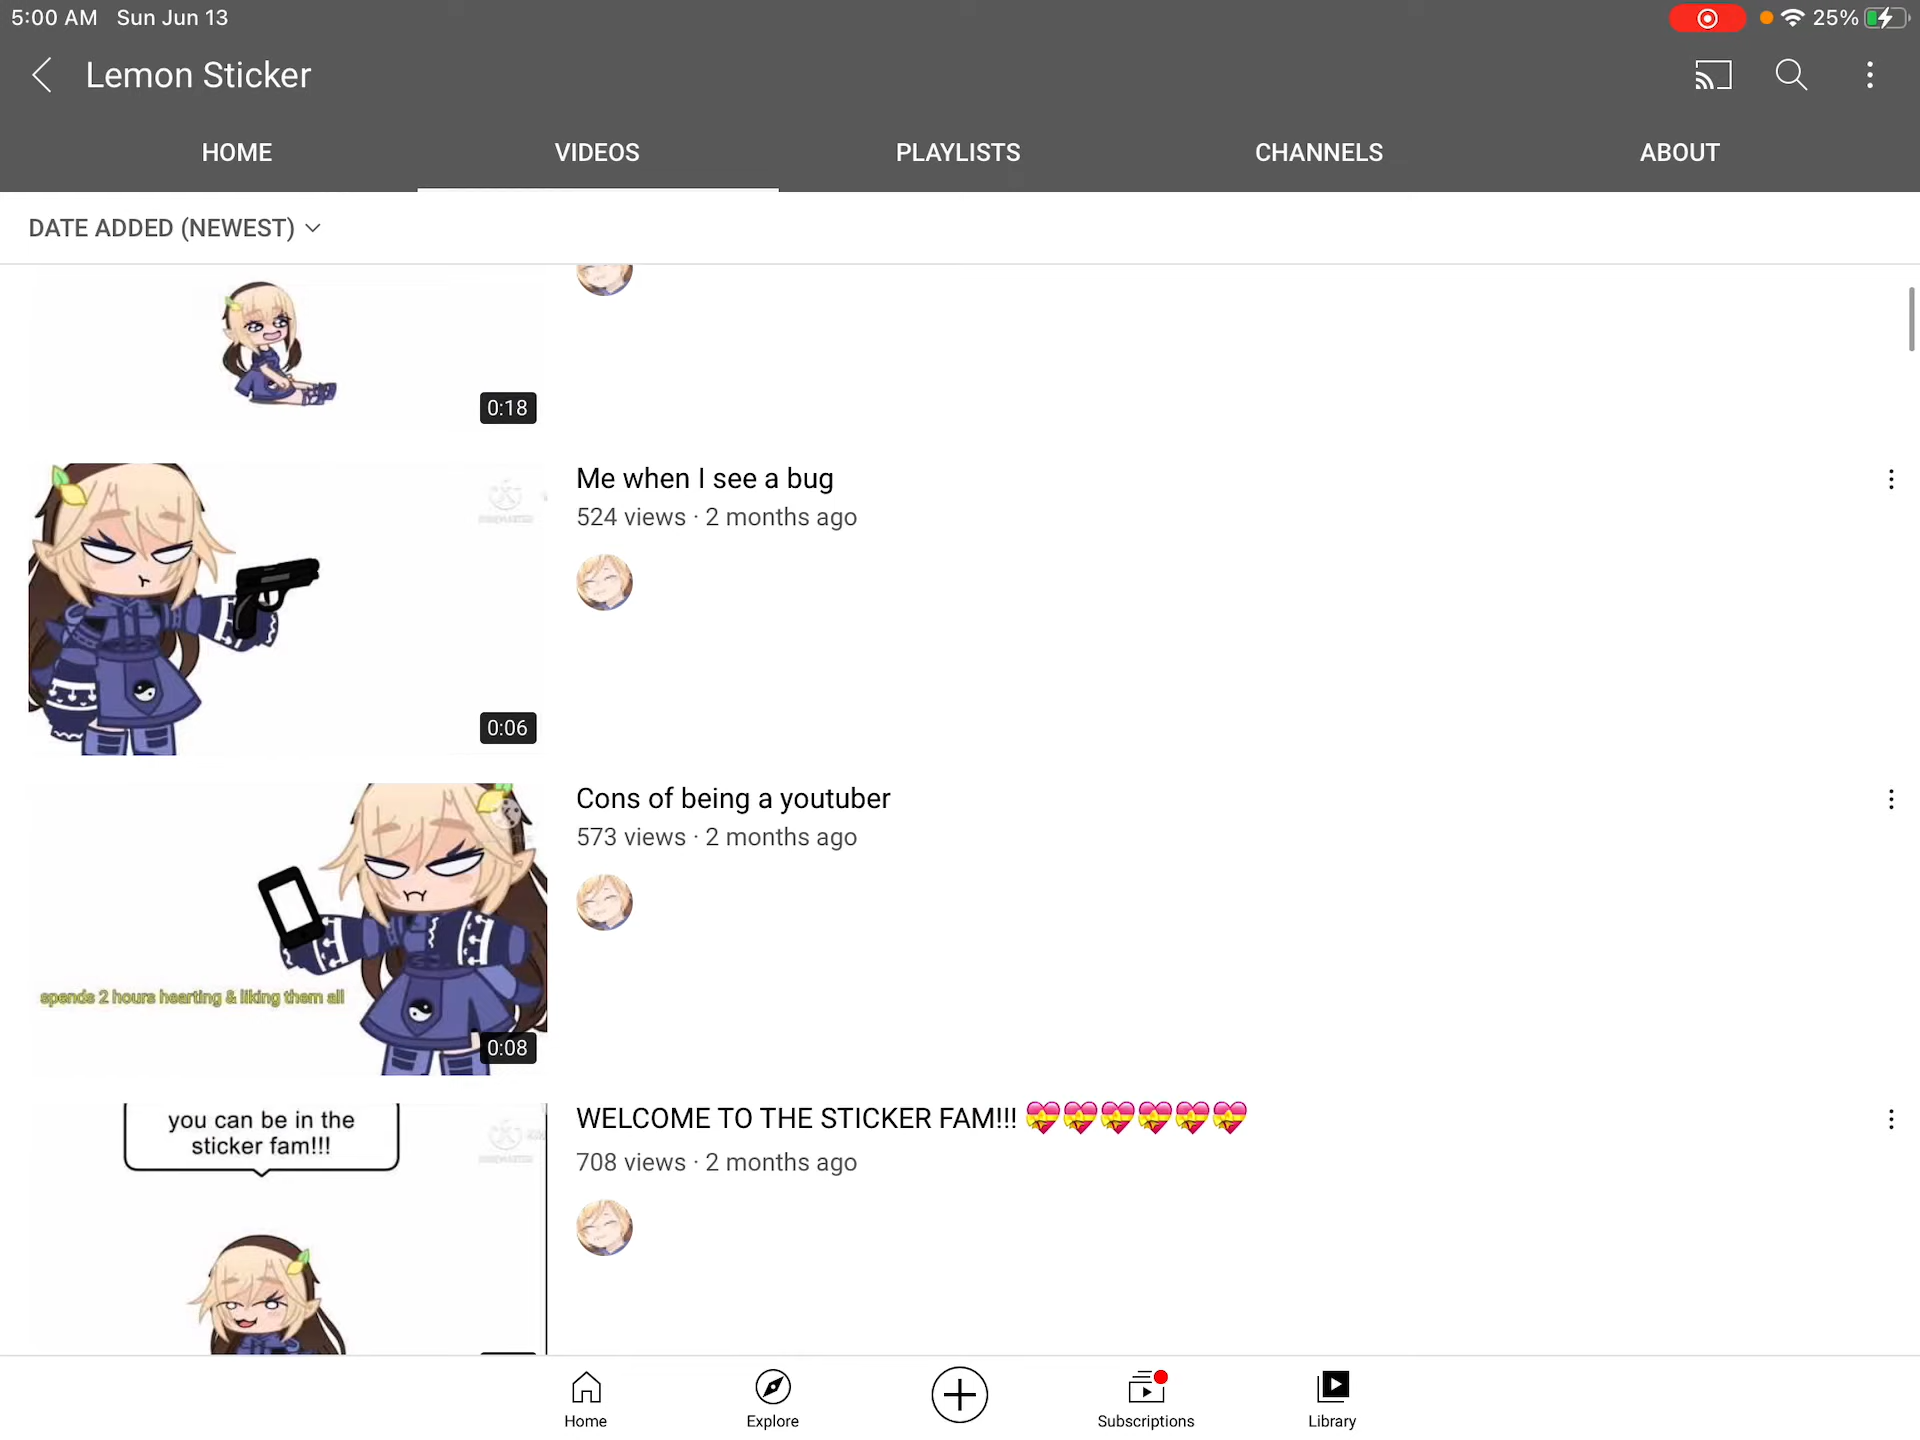 5:00 AM Sun Jun 13
25%
Lemon Sticker
HOME VIDEOS PLAYLISTS CHANNELS ABOUT
DATE ADDED (NEWEST)
0:18
Me when I see a bug
524 views · 2 months ago
0:06
Cons of being a youtuber
573 views · 2 months ago
spends 2 hours hearting & liking them all
0:08
you can be in the
sticker fam!!!
WELCOME TO THE STICKER FAM!!! 💝💝💝💝💝💝
708 views · 2 months ago
Home Explore Subscriptions Library